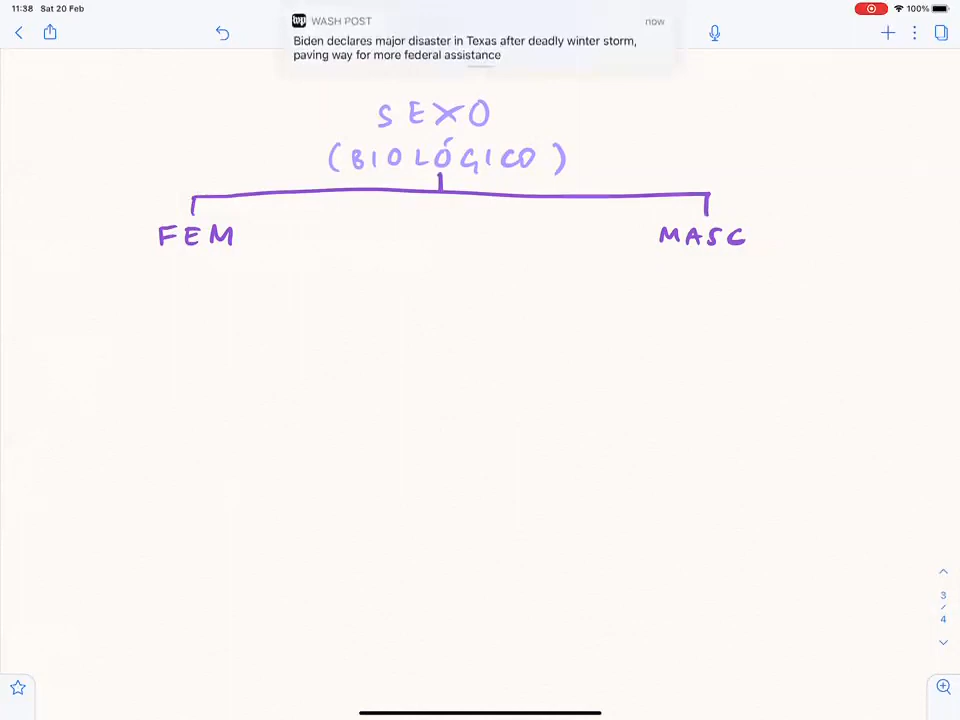 11:38 Sat 20 Feb
100%
WASH POST
now
Biden declares major disaster in Texas after deadly winter storm,
paving way for more federal assistance
SEXO
(BIOLÓGICO)
FEM
MASC
3
/
4